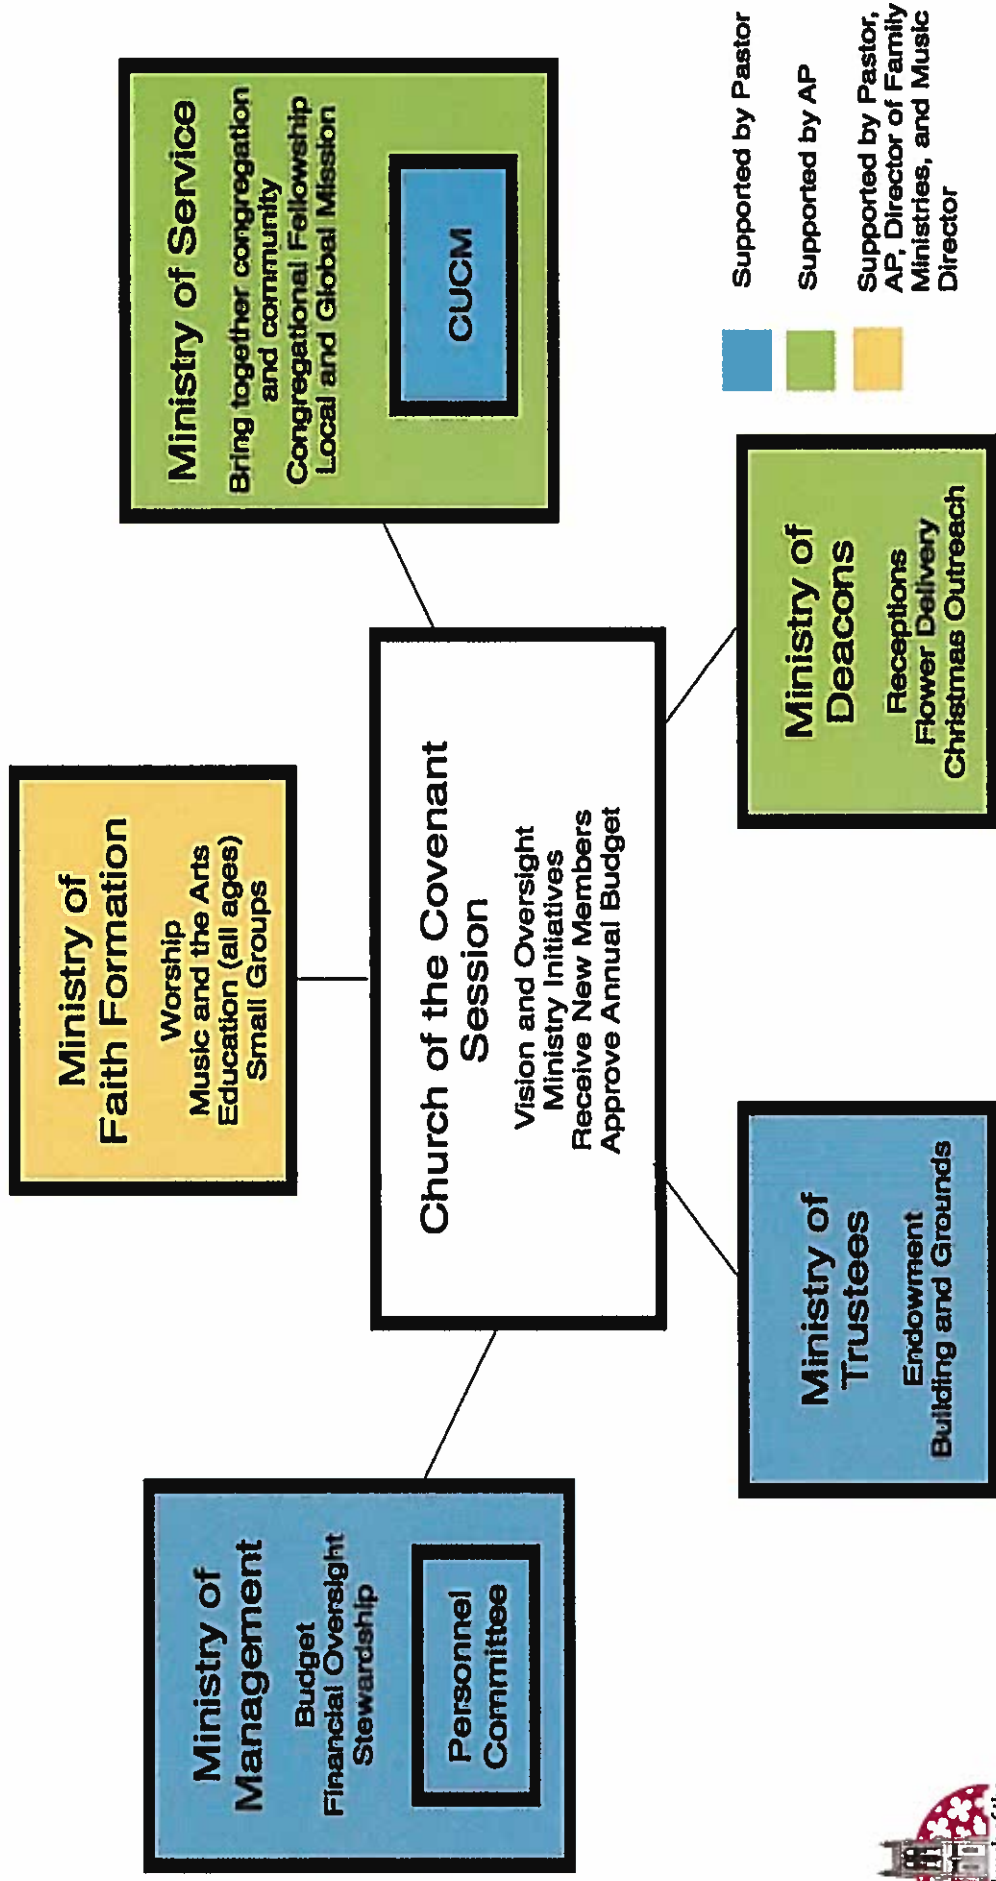 Ministry of
Faith Formation
Worship
Music and the Arts
Education (all ages)
Small Groups
Ministry of
Management
Budget
Financial Oversight
Stewardship
Personnel
Committee
Church of the Covenant
Session
Vision and Oversight
Ministry Initiatives
Receive New Members
Approve Annual Budget
Ministry of Service
Bring together congregation
and community
Congregational Fellowship
Local and Global Mission
CUCM
Ministry of
Trustees
Endowment
Building and Grounds
Ministry of
Deacons
Receptions
Flower Delivery
Christmas Outreach
Supported by Pastor
Supported by AP
Supported by Pastor,
AP, Director of Family
Ministries, and Music
Director